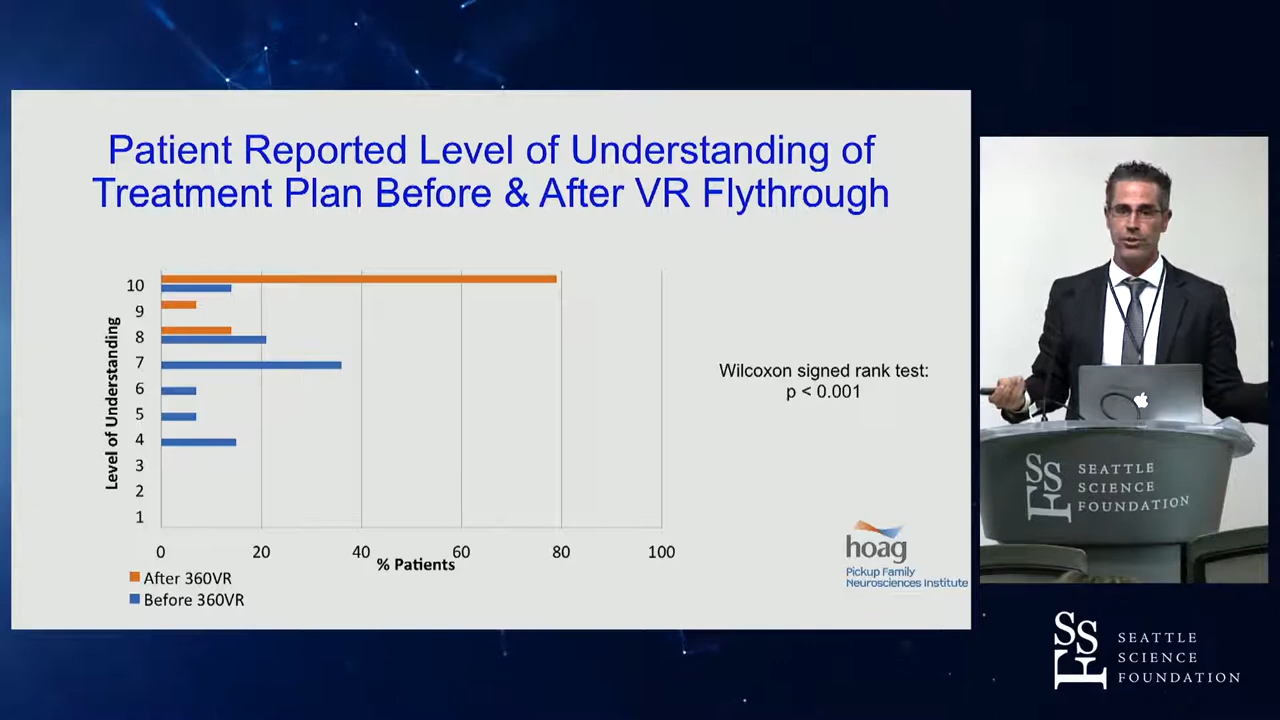 Patient Reported Level of Understanding of
Treatment Plan Before & After VR Flythrough
Level of Understanding
10
9
8
7
6
5
4
3
2
1
0 20 40 60 80 100
% Patients
After 360VR
Before 360VR
Wilcoxon signed rank test:
p < 0.001
hoag
Pickup Family
Neurosciences Institute
SSF
SEATTLE
SCIENCE
FOUNDATION
SSF
SEATTLE
SCIENCE
FOUNDATION